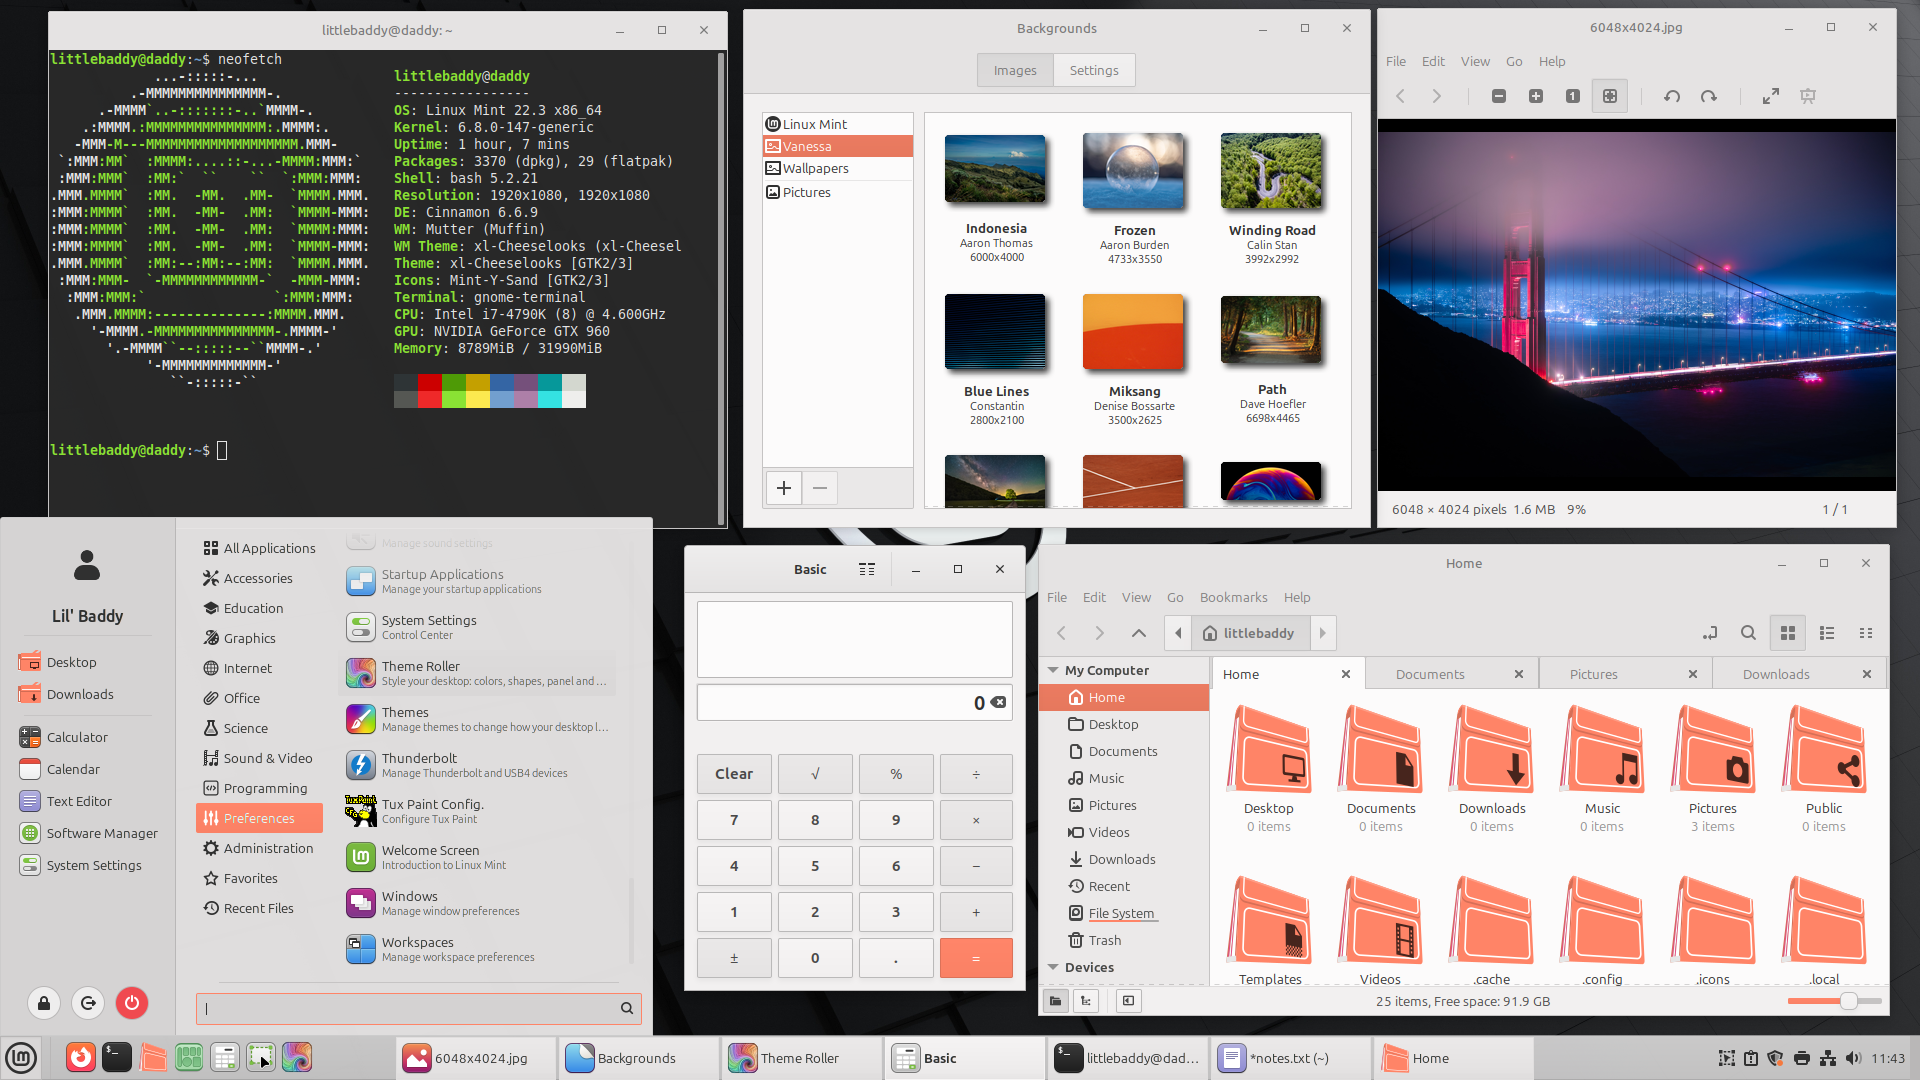 littlebaddy@daddy: ~
littlebaddy@daddy:~$ neofetch
littlebaddy@daddy
-----------------
OS: Linux Mint 22.3 x86_64
Kernel: 6.8.0-147-generic
Uptime: 1 hour, 7 mins
Packages: 3370 (dpkg), 29 (flatpak)
Shell: bash 5.2.21
Resolution: 1920x1080, 1920x1080
DE: Cinnamon 6.6.9
WM: Mutter (Muffin)
WM Theme: xl-Cheeselooks (xl-Cheesel
Theme: xl-Cheeselooks [GTK2/3]
Icons: Mint-Y-Sand [GTK2/3]
Terminal: gnome-terminal
CPU: Intel i7-4790K (8) @ 4.600GHz
GPU: NVIDIA GeForce GTX 960
Memory: 8789MiB / 31990MiB
littlebaddy@daddy:~$
Backgrounds
Images
Settings
Linux Mint
Vanessa
Wallpapers
Pictures
Indonesia
Aaron Thomas
6000x4000
Frozen
Aaron Burden
4733x3550
Winding Road
Calin Stan
3992x2992
Blue Lines
Constantin
2800x2100
Miksang
Denise Bossarte
3500x2625
Path
Dave Hoefler
6698x4465
6048x4024.jpg
File Edit View Go Help
6048 × 4024 pixels 1.6 MB 9%
1 / 1
Lil' Baddy
Desktop
Downloads
Calculator
Calendar
Text Editor
Software Manager
System Settings
All Applications
Accessories
Education
Graphics
Internet
Office
Science
Sound & Video
Programming
Preferences
Administration
Favorites
Recent Files
Manage sound settings
Startup Applications
Manage your startup applications
System Settings
Control Center
Theme Roller
Style your desktop: colors, shapes, panel and ...
Themes
Manage themes to change how your desktop l...
Thunderbolt
Manage Thunderbolt and USB4 devices
Tux Paint Config.
Configure Tux Paint
Welcome Screen
Introduction to Linux Mint
Windows
Manage window preferences
Workspaces
Manage workspace preferences
Basic
0
Clear √ % ÷
7 8 9 ×
4 5 6 −
1 2 3 +
± 0 . =
Home
File Edit View Go Bookmarks Help
littlebaddy
My Computer
Home
Desktop
Documents
Music
Pictures
Videos
Downloads
Recent
File System
Trash
Devices
Home
Documents
Pictures
Downloads
Desktop
0 items
Documents
0 items
Downloads
0 items
Music
0 items
Pictures
3 items
Public
0 items
Templates
Videos
.cache
.config
.icons
.local
25 items, Free space: 91.9 GB
6048x4024.jpg
Backgrounds
Theme Roller
Basic
littlebaddy@dad...
*notes.txt (~)
Home
11:43